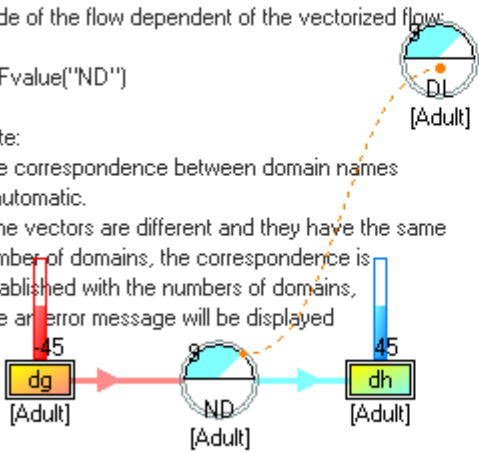 de of the flow dependent of the vectorized flow:
9
DL
[Adult]
Fvalue("ND")
te:
e correspondence between domain names
utomatic.
ne vectors are different and they have the same
mber of domains, the correspondence is
ablished with the numbers of domains,
e an error message will be displayed
-45
dg
[Adult]
9
ND
[Adult]
45
dh
[Adult]